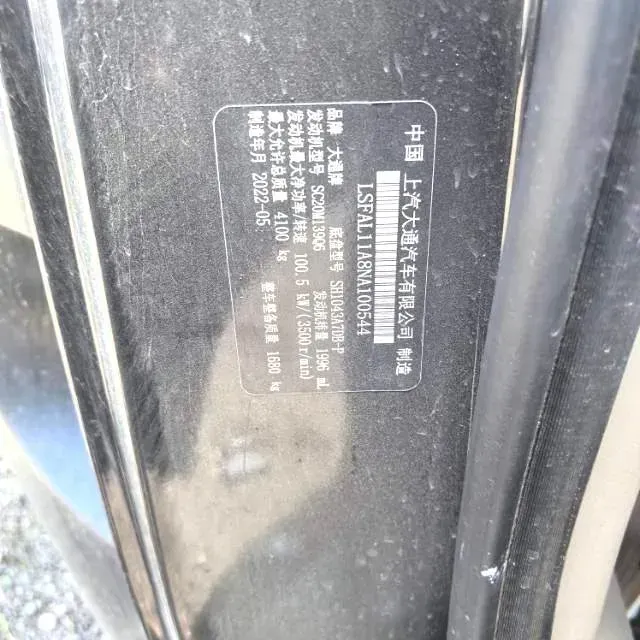 中国 上汽大通汽车有限公司 制造
LSFAL11A8NA100544
品牌 大通牌 底盘型号 SH1043A7DB-P
发动机型号 SC20M139Q6 发动机排量 1996 ml
发动机最大净功率/转速 100.5 kW/(3500r/min)
最大允许总质量 4100 kg 整车整备质量 1680 kg
制造年月 2022-05